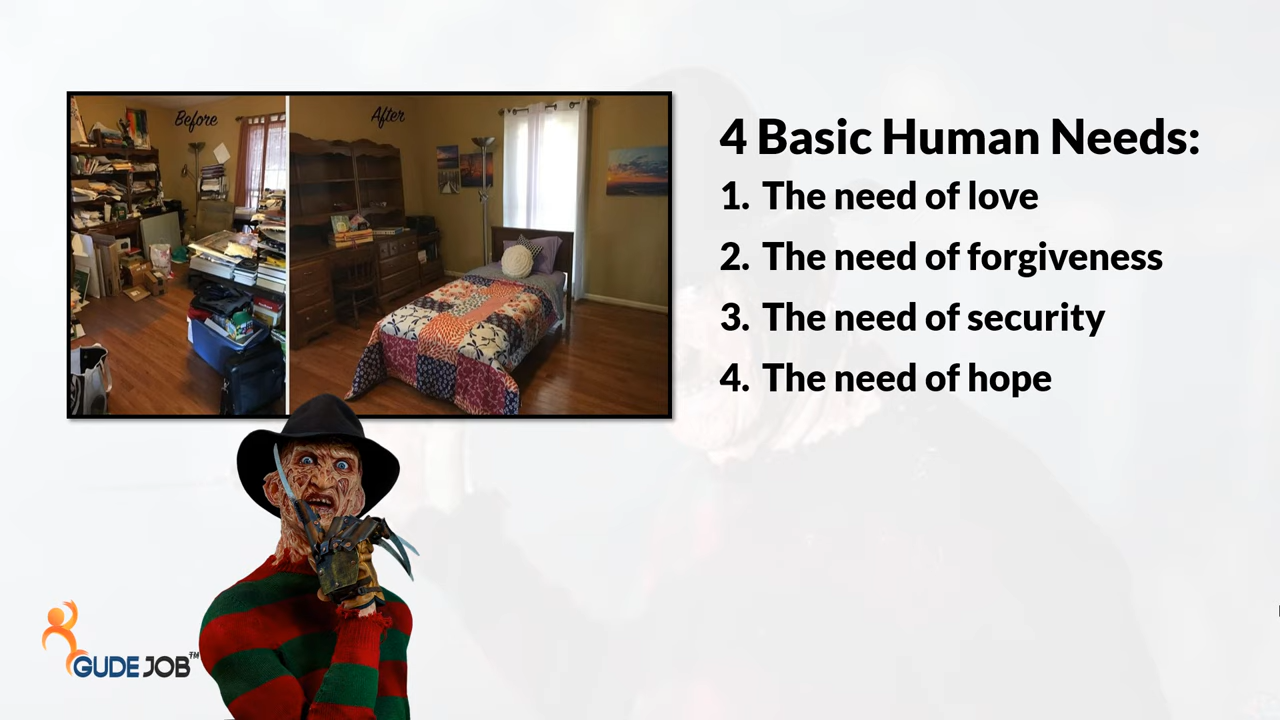 Before
After
4 Basic Human Needs:
1. The need of love
2. The need of forgiveness
3. The need of security
4. The need of hope
GUDE JOB™